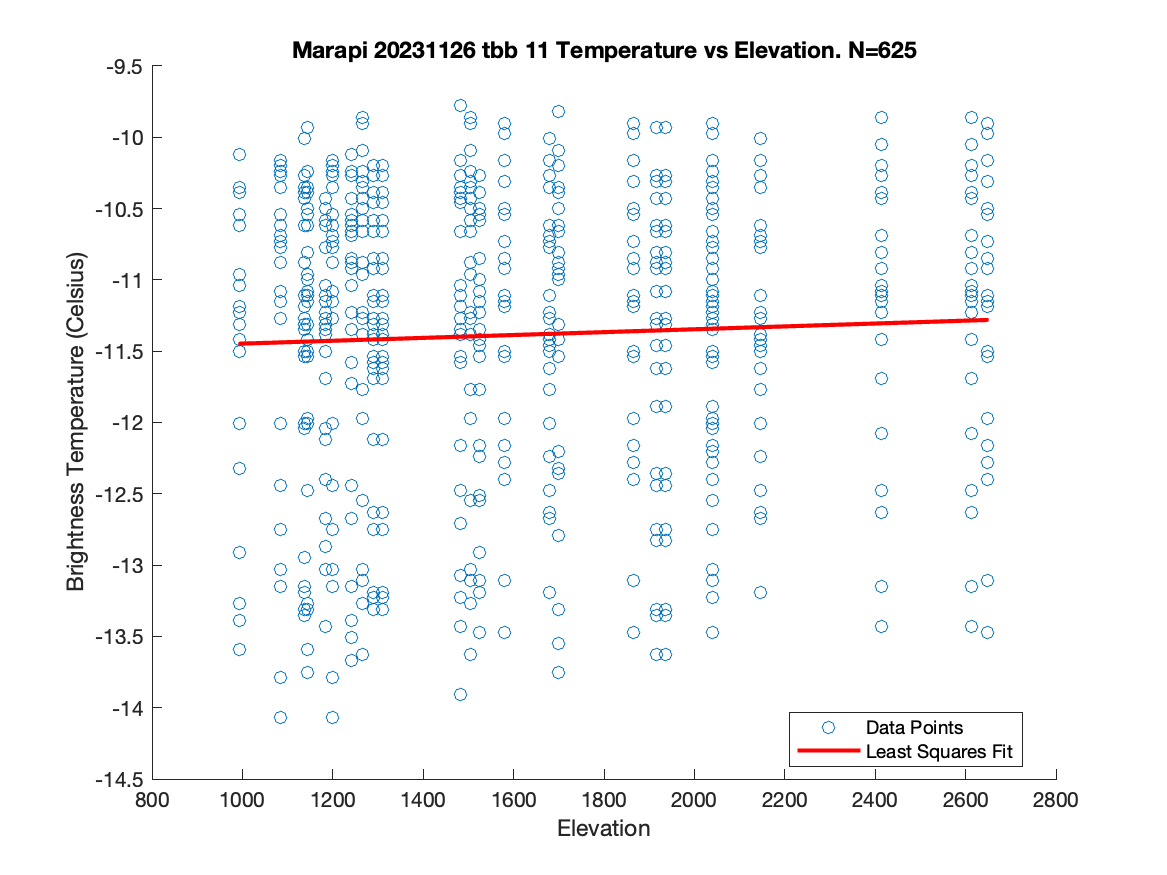 Marapi 20231126 tbb 11 Temperature vs Elevation. N=625
-9.5
-10
-10.5
-11
-11.5
-12
-12.5
-13
-13.5
-14
-14.5
Brightness Temperature (Celsius)
Data Points
Least Squares Fit
800 1000 1200 1400 1600 1800 2000 2200 2400 2600 2800
Elevation